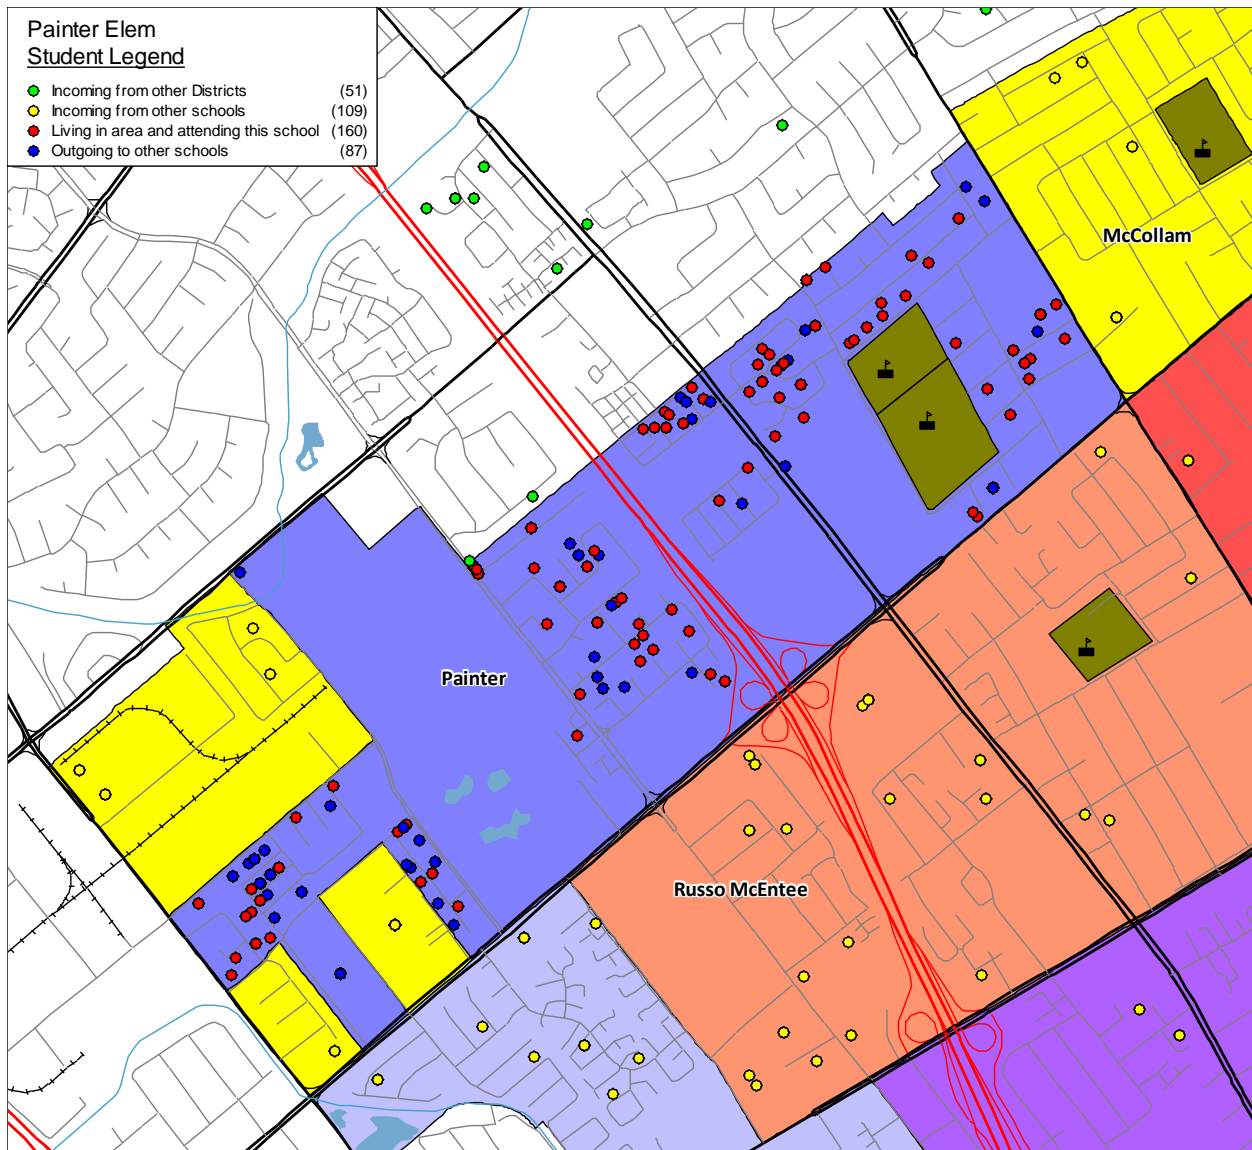 Painter Elem
Student Legend
Incoming from other Districts (51)
Incoming from other schools (109)
Living in area and attending this school (160)
Outgoing to other schools (87)
McCollam
Painter
Russo McEntee